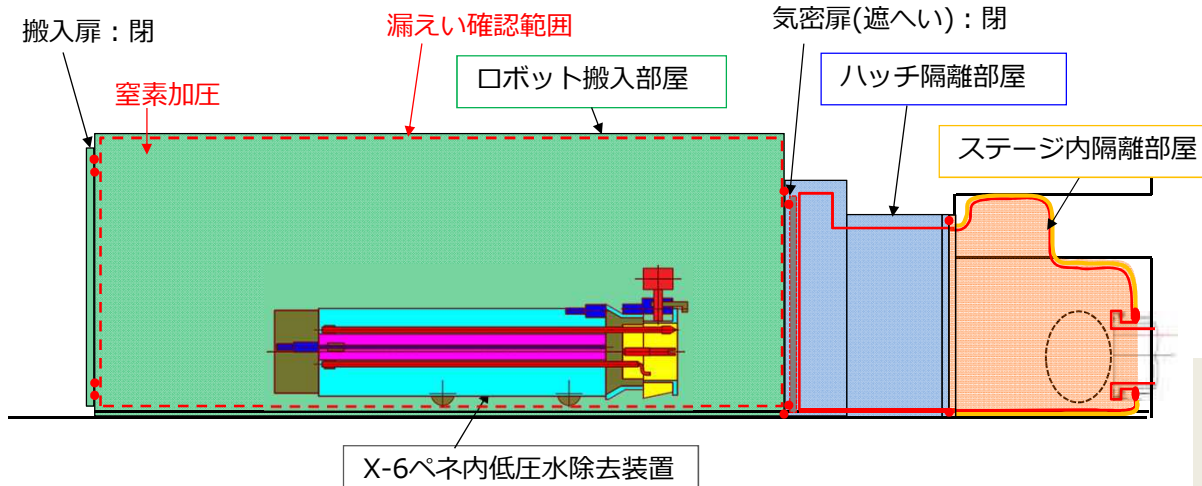 搬入扉：閉
漏えい確認範囲
気密扉(遮へい)：閉
窒素加圧
ロボット搬入部屋
ハッチ隔離部屋
ステージ内隔離部屋
X-6ペネ内低圧水除去装置